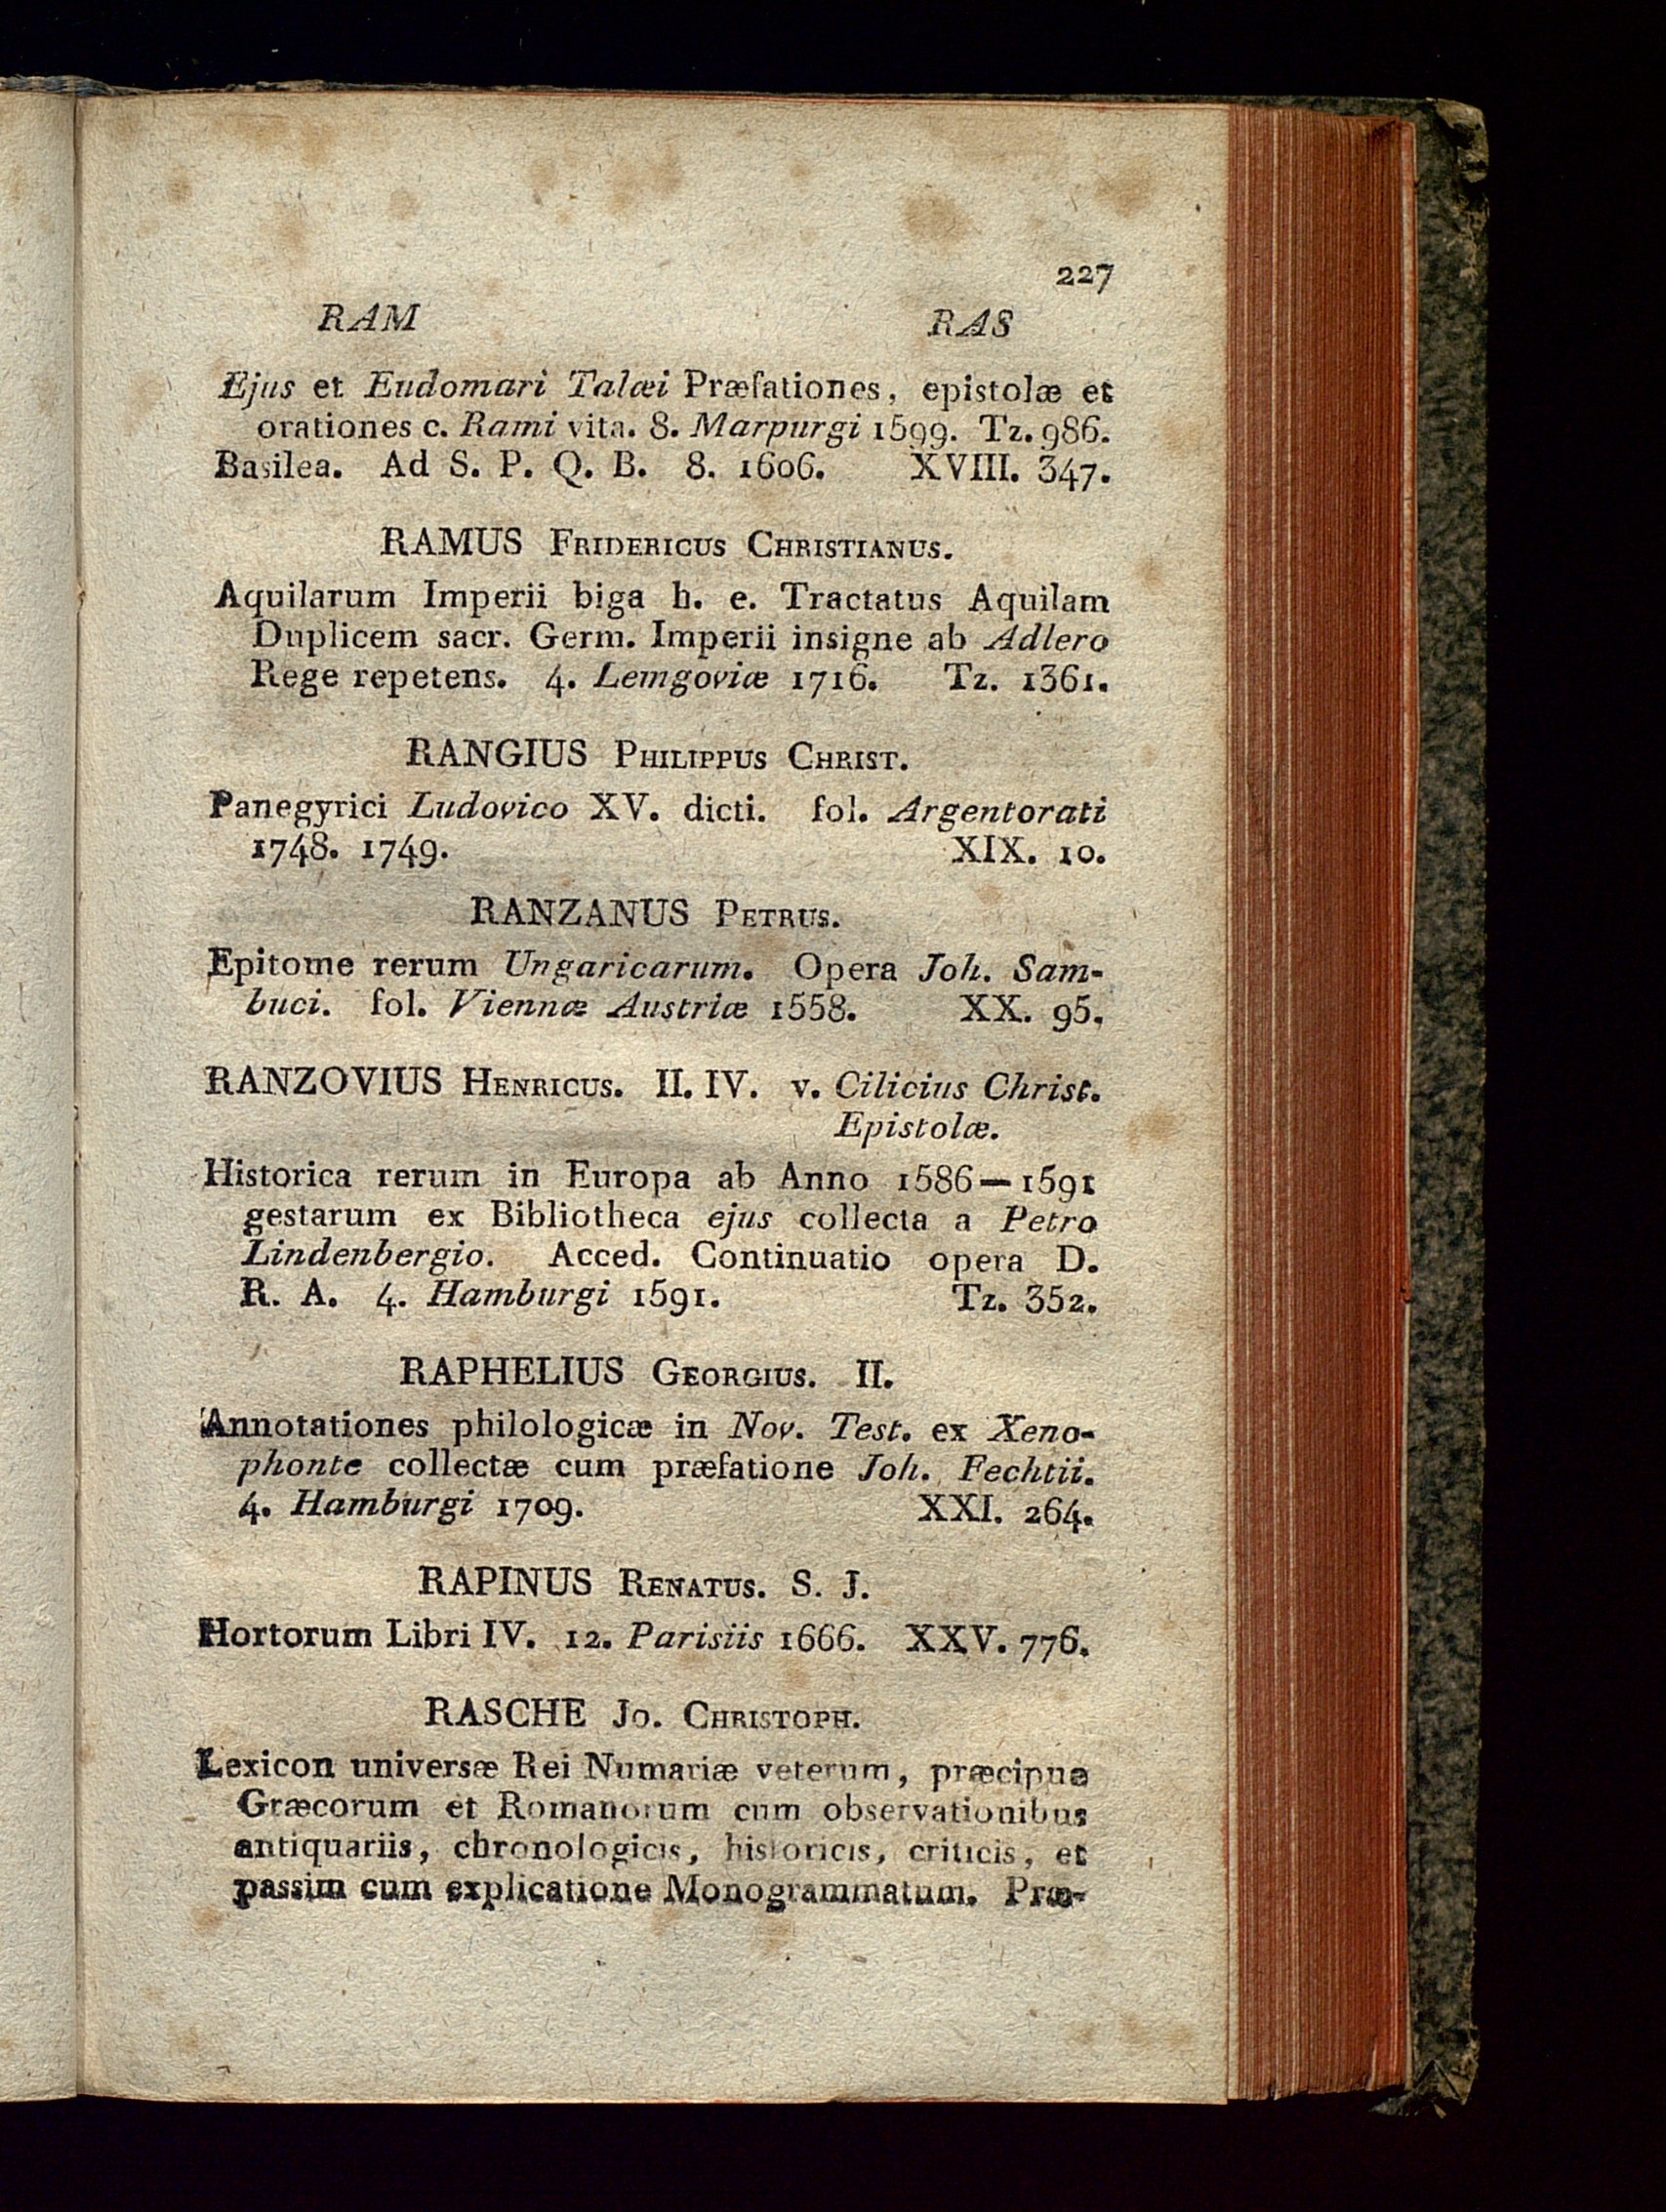 227
RAM RAS
Ejus et Eudomari Talæi Præfationes, epistolæ et
orationes c. Rami vita. 8. Marpurgi 1599. Tz. 986.
Basilea. Ad S. P. Q. B. 8. 1606. XVIII. 347.
RAMUS FRIDERICUS CHRISTIANUS.
Aquilarum Imperii biga h. e. Tractatus Aquilam
Duplicem sacr. Germ. Imperii insigne ab Adlero
Rege repetens. 4. Lemgoviæ 1716. Tz. 1361.
RANGIUS PHILIPPUS CHRIST.
Panegyrici Ludovico XV. dicti. fol. Argentorati
1748. 1749. XIX. 10.
RANZANUS PETRUS.
Epitome rerum Ungaricarum. Opera Joh. Sam-
buci. fol. Viennæ Austriæ 1558. XX. 95.
RANZOVIUS HENRICUS. II. IV. v. Cilicius Christ.
Epistolæ.
Historica rerum in Europa ab Anno 1586—1591
gestarum ex Bibliotheca ejus collecta a Petro
Lindenbergio. Acced. Continuatio opera D.
R. A. 4. Hamburgi 1591. Tz. 352.
RAPHELIUS GEORGIUS. II.
Annotationes philologicæ in Nov. Test. ex Xeno-
phonte collectæ cum præfatione Joh. Fechtii.
4. Hamburgi 1709. XXI. 264.
RAPINUS RENATUS. S. J.
Hortorum Libri IV. 12. Parisiis 1666. XXV. 776.
RASCHE JO. CHRISTOPH.
Lexicon universæ Rei Numariæ veterum, præcipue
Græcorum et Romanorum cum observationibus
antiquariis, chronologicis, historicis, criticis, et
passim cum explicatione Monogrammatum. Præ-